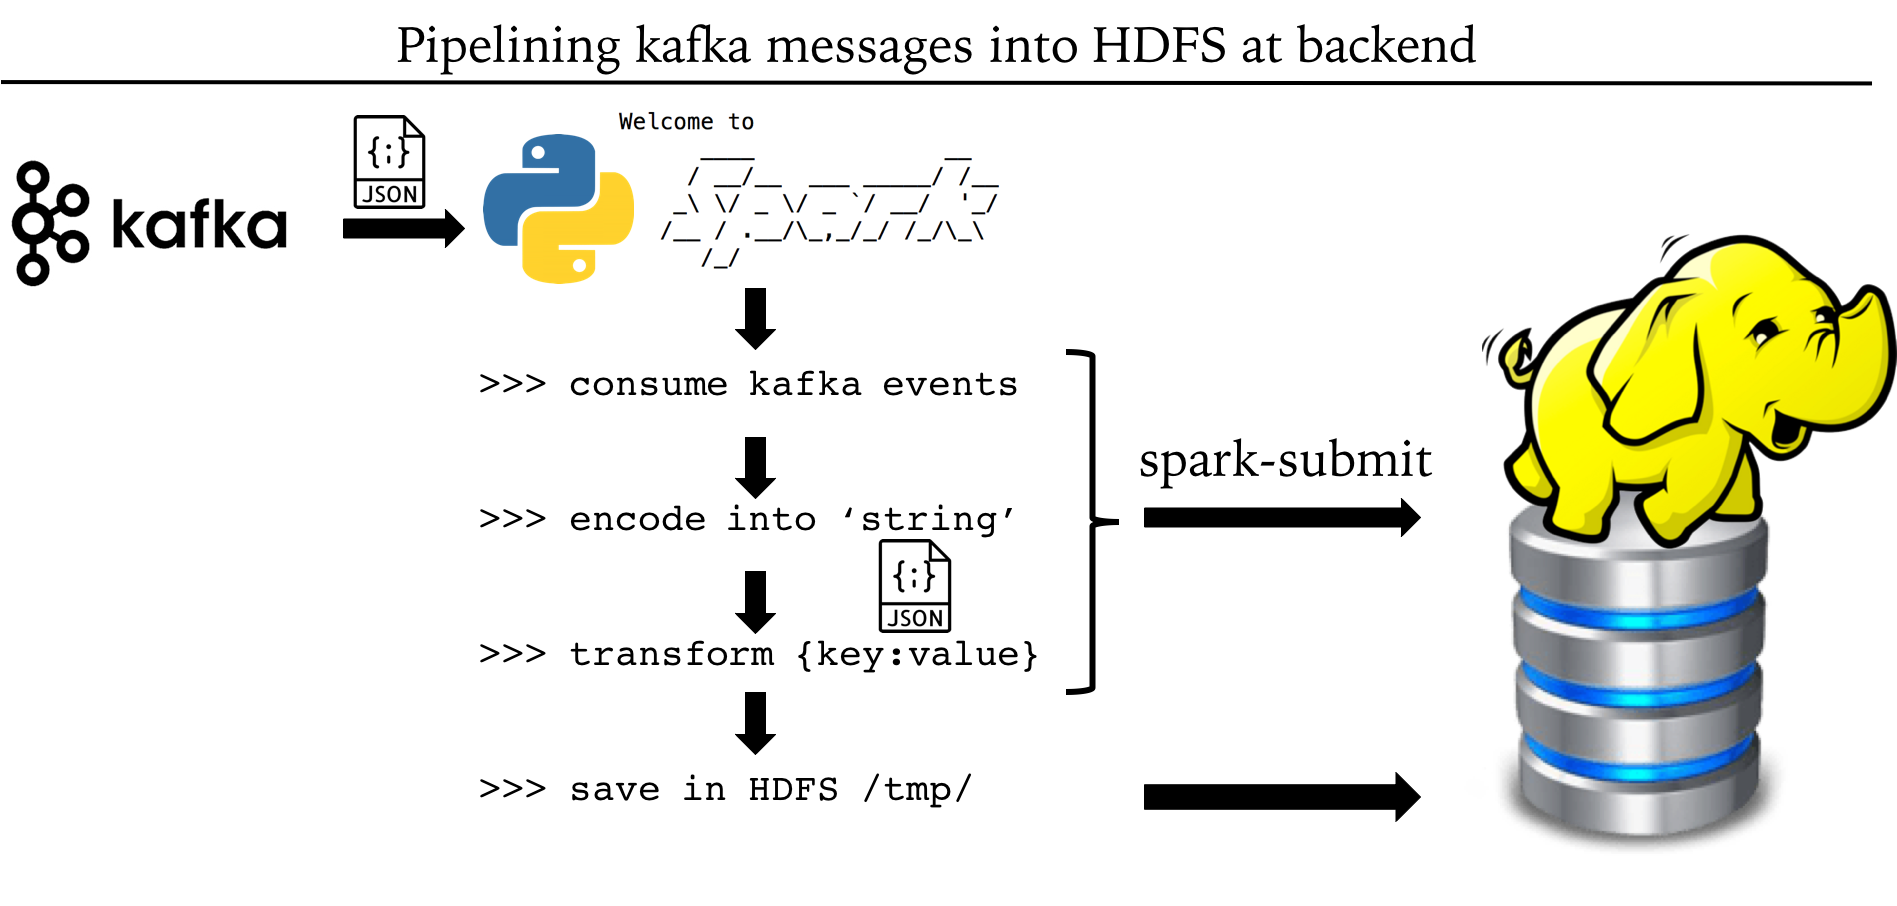 Pipelining kafka messages into HDFS at backend
kafka
{;}
JSON
Welcome to
Spark
>>> consume kafka events
>>> encode into ‘string’
{;}
JSON
>>> transform {key:value}
>>> save in HDFS /tmp/
spark-submit